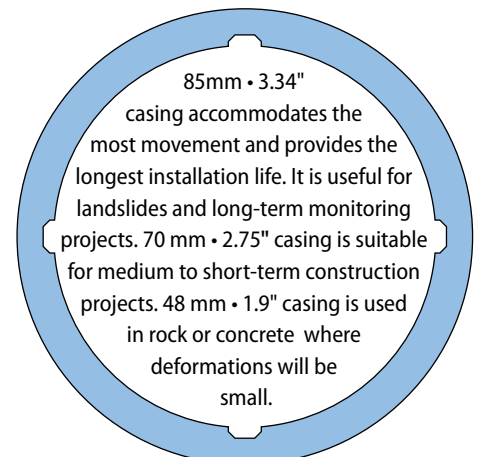 85mm • 3.34"
casing accommodates the
most movement and provides the
longest installation life. It is useful for
landslides and long-term monitoring
projects. 70 mm • 2.75" casing is suitable
for medium to short-term construction
projects. 48 mm • 1.9" casing is used
in rock or concrete where
deformations will be
small.